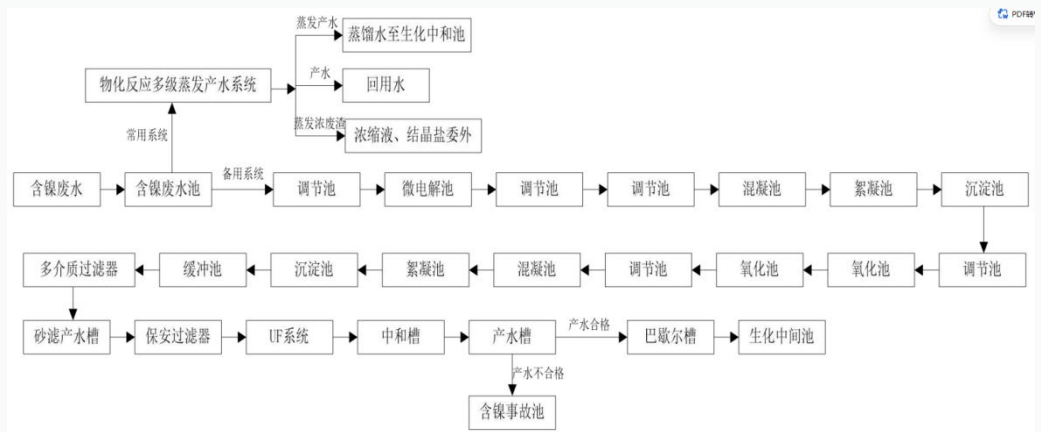 PDF转
蒸发产水
蒸馏水至生化中和池
物化反应多级蒸发产水系统
产水
回用水
蒸发浓废渣
浓缩液、结晶盐委外
常用系统
含镍废水
含镍废水池
备用系统
调节池
微电解池
调节池
调节池
混凝池
絮凝池
沉淀池
多介质过滤器
缓冲池
沉淀池
絮凝池
混凝池
调节池
氧化池
氧化池
调节池
砂滤产水槽
保安过滤器
UF系统
中和槽
产水槽
产水合格
巴歇尔槽
生化中间池
产水不合格
含镍事故池